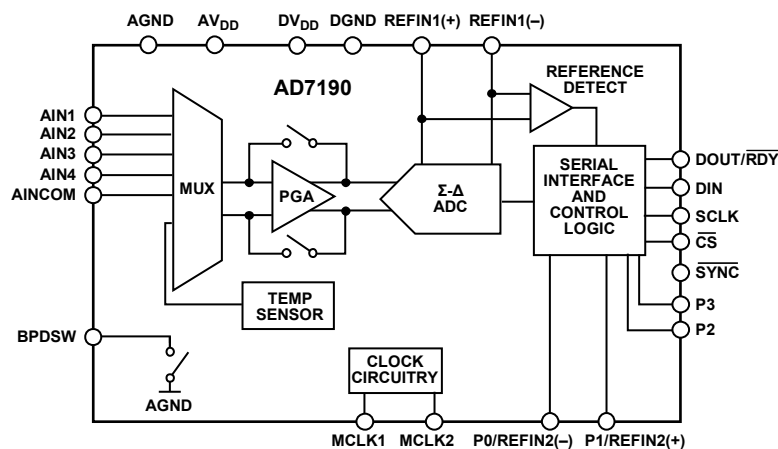 AGND AVDD DVDD DGND REFIN1(+) REFIN1(–)
AD7190
REFERENCE
DETECT
AIN1
AIN2
AIN3
AIN4
AINCOM
MUX
PGA
Σ-Δ
ADC
SERIAL
INTERFACE
AND
CONTROL
LOGIC
DOUT/RDY
DIN
SCLK
CS
SYNC
P3
P2
TEMP
SENSOR
BPDSW
AGND
CLOCK
CIRCUITRY
MCLK1 MCLK2 P0/REFIN2(–) P1/REFIN2(+)